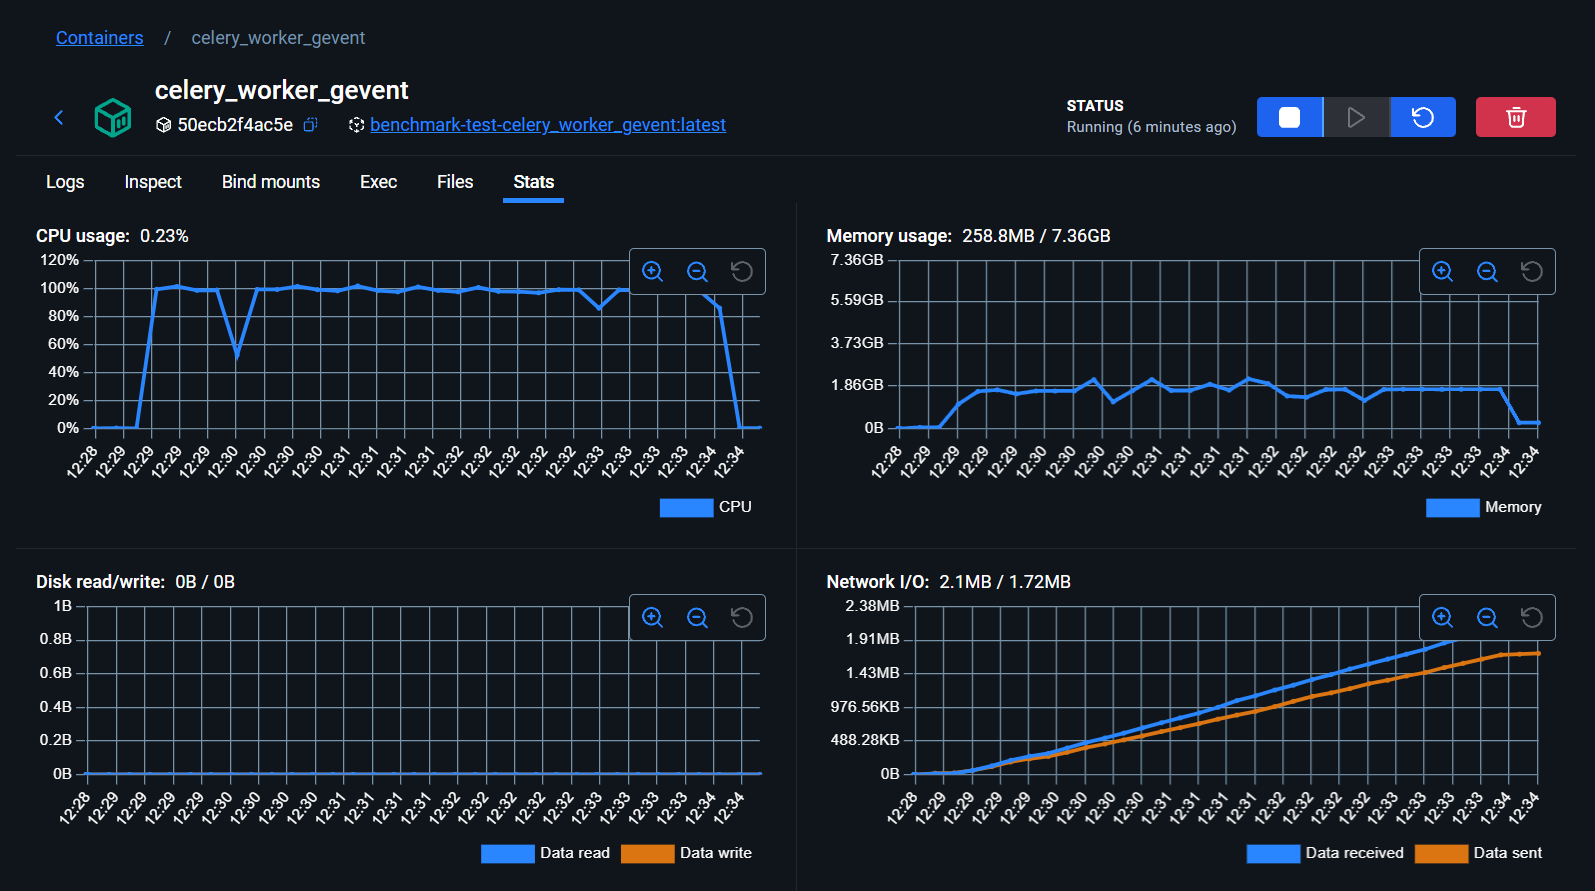 Containers / celery_worker_gevent
celery_worker_gevent
50ecb2f4ac5e benchmark-test-celery_worker_gevent:latest
STATUS
Running (6 minutes ago)
Logs Inspect Bind mounts Exec Files Stats
CPU usage: 0.23%
120%
100%
80%
60%
40%
20%
0%
12:28 12:29 12:29 12:29 12:29 12:30 12:30 12:30 12:30 12:31 12:31 12:31 12:31 12:32 12:32 12:32 12:32 12:32 12:33 12:33 12:33 12:33 12:34 12:34
CPU
Memory usage: 258.8MB / 7.36GB
7.36GB
5.59GB
3.73GB
1.86GB
0B
12:28 12:29 12:29 12:29 12:29 12:30 12:30 12:30 12:30 12:31 12:31 12:31 12:31 12:32 12:32 12:32 12:32 12:33 12:33 12:33 12:33 12:34 12:34
Memory
Disk read/write: 0B / 0B
1B
0.8B
0.6B
0.4B
0.2B
0B
12:28 12:29 12:29 12:29 12:29 12:30 12:30 12:30 12:30 12:31 12:31 12:31 12:31 12:32 12:32 12:32 12:32 12:32 12:33 12:33 12:33 12:33 12:34 12:34
Data read Data write
Network I/O: 2.1MB / 1.72MB
2.38MB
1.91MB
1.43MB
976.56KB
488.28KB
0B
12:28 12:29 12:29 12:29 12:29 12:30 12:30 12:30 12:30 12:31 12:31 12:31 12:31 12:32 12:32 12:32 12:32 12:33 12:33 12:33 12:33 12:34 12:34
Data received Data sent